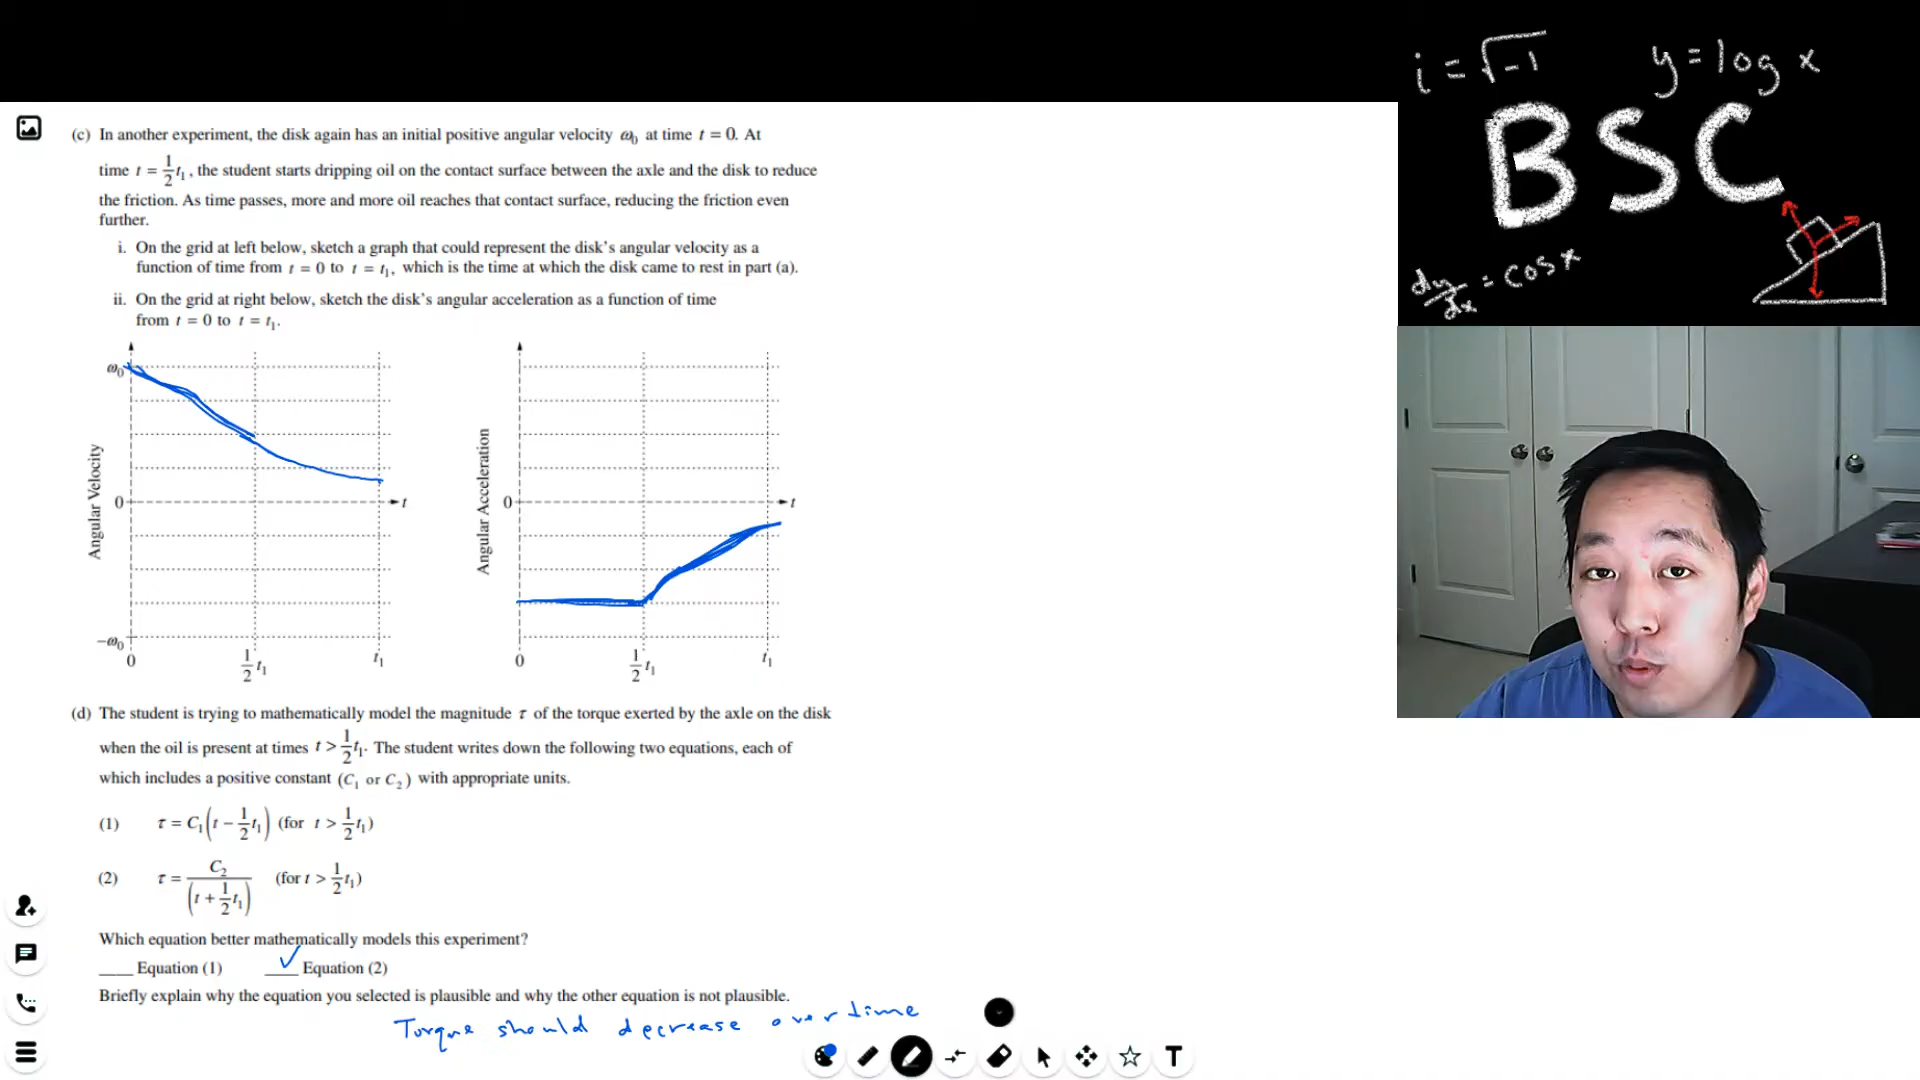 i = √-1
y = log x
BSC
dy/dx = cos x
(c) In another experiment, the disk again has an initial positive angular velocity ω₀ at time t = 0. At
time t = 1/2 t₁, the student starts dripping oil on the contact surface between the axle and the disk to reduce
the friction. As time passes, more and more oil reaches that contact surface, reducing the friction even
further.
i. On the grid at left below, sketch a graph that could represent the disk's angular velocity as a
function of time from t = 0 to t = t₁, which is the time at which the disk came to rest in part (a).
ii. On the grid at right below, sketch the disk's angular acceleration as a function of time
from t = 0 to t = t₁.
ω₀
Angular Velocity
0
t
−ω₀
0
1/2 t₁
t₁
Angular Acceleration
0
t
0
1/2 t₁
t₁
(d) The student is trying to mathematically model the magnitude τ of the torque exerted by the axle on the disk
when the oil is present at times t > 1/2 t₁. The student writes down the following two equations, each of
which includes a positive constant (C₁ or C₂) with appropriate units.
(1) τ = C₁(t − 1/2 t₁) (for t > 1/2 t₁)
(2) τ = C₂/(t + 1/2 t₁) (for t > 1/2 t₁)
Which equation better mathematically models this experiment?
____ Equation (1) __✓__ Equation (2)
Briefly explain why the equation you selected is plausible and why the other equation is not plausible.
Torque should decrease over time
T